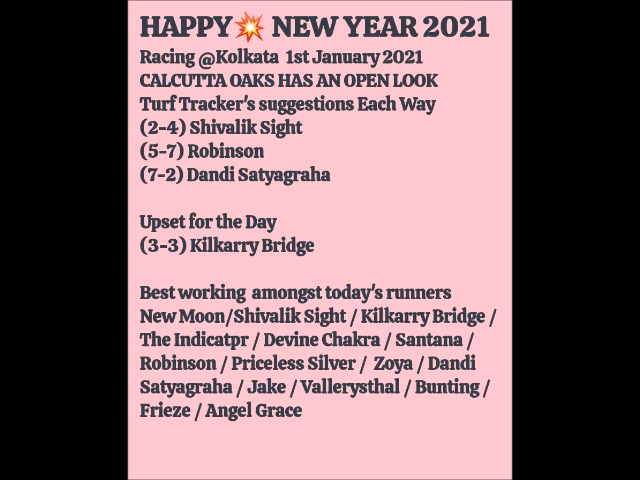 HAPPY💥 NEW YEAR 2021
Racing @Kolkata 1st January 2021
CALCUTTA OAKS HAS AN OPEN LOOK
Turf Tracker's suggestions Each Way
(2-4) Shivalik Sight
(5-7) Robinson
(7-2) Dandi Satyagraha
Upset for the Day
(3-3) Kilkarry Bridge
Best working amongst today's runners
New Moon/Shivalik Sight / Kilkarry Bridge /
The Indicatpr / Devine Chakra / Santana /
Robinson / Priceless Silver / Zoya / Dandi
Satyagraha / Jake / Vallerysthal / Bunting /
Frieze / Angel Grace